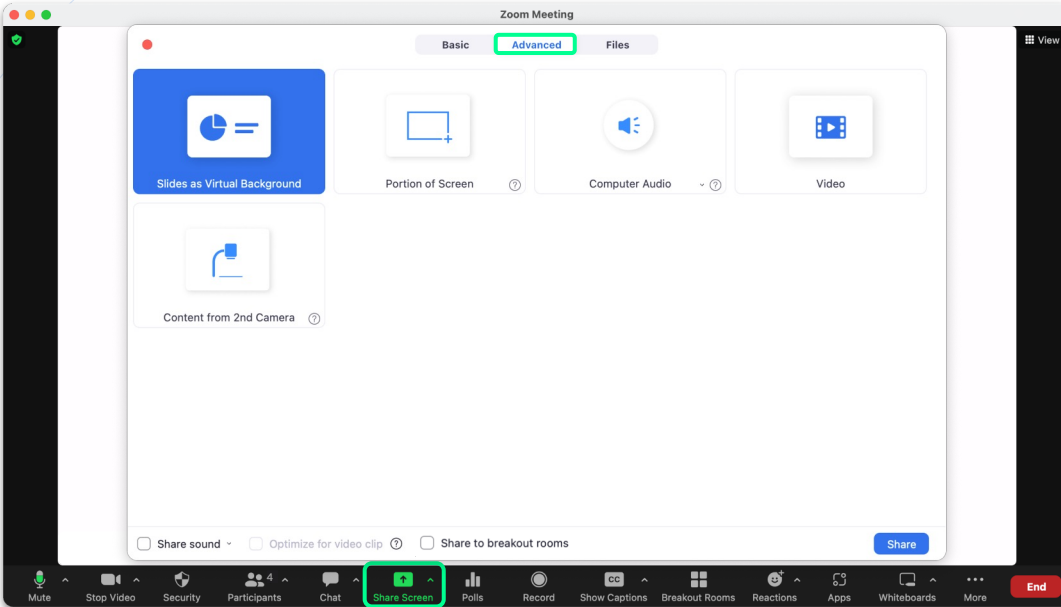 Zoom Meeting
View
Basic
Advanced
Files
Slides as Virtual Background
Portion of Screen
Computer Audio
Video
Content from 2nd Camera
Share sound
Optimize for video clip
Share to breakout rooms
Share
CC
4
Mute
Stop Video
Security
Participants
Chat
Share Screen
Polls
Record
Show Captions
Breakout Rooms
Reactions
Apps
Whiteboards
More
End